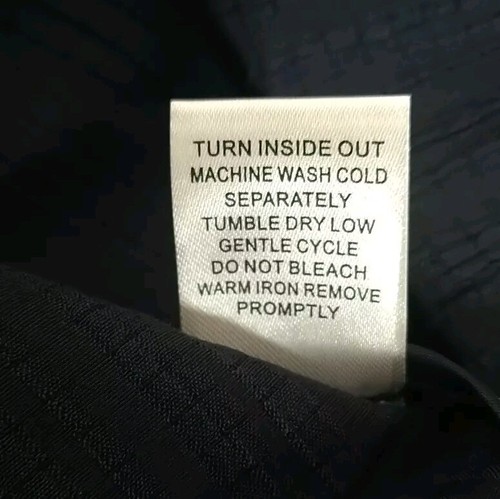 TURN INSIDE OUT
MACHINE WASH COLD
SEPARATELY
TUMBLE DRY LOW
GENTLE CYCLE
DO NOT BLEACH
WARM IRON REMOVE
PROMPTLY